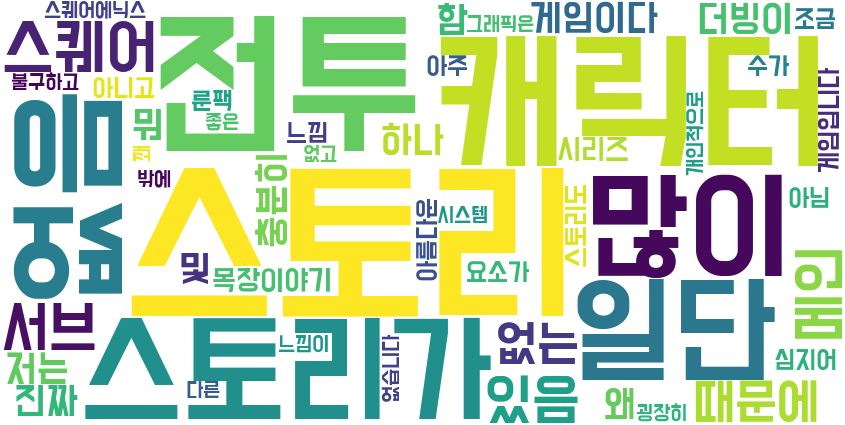 스퀘어에닉스
스퀘어
전투
함
그래픽은
게임이다
더빙이
조금
불구하고
아니고
룬팩
좋은
뭔
아주
캐릭터
수가
게임입니다
느낌
없고
하나
시리즈
개인적으로
있음
없
밖에
충분히
스토리
아름다운
시스템
스토리도
많이
아님
및
목장이야기
요소가
일단
메인
서브
스토리가
느낌이
없습니다
없는
심지어
저는
진짜
다른
있음
왜
굉장히
때문에